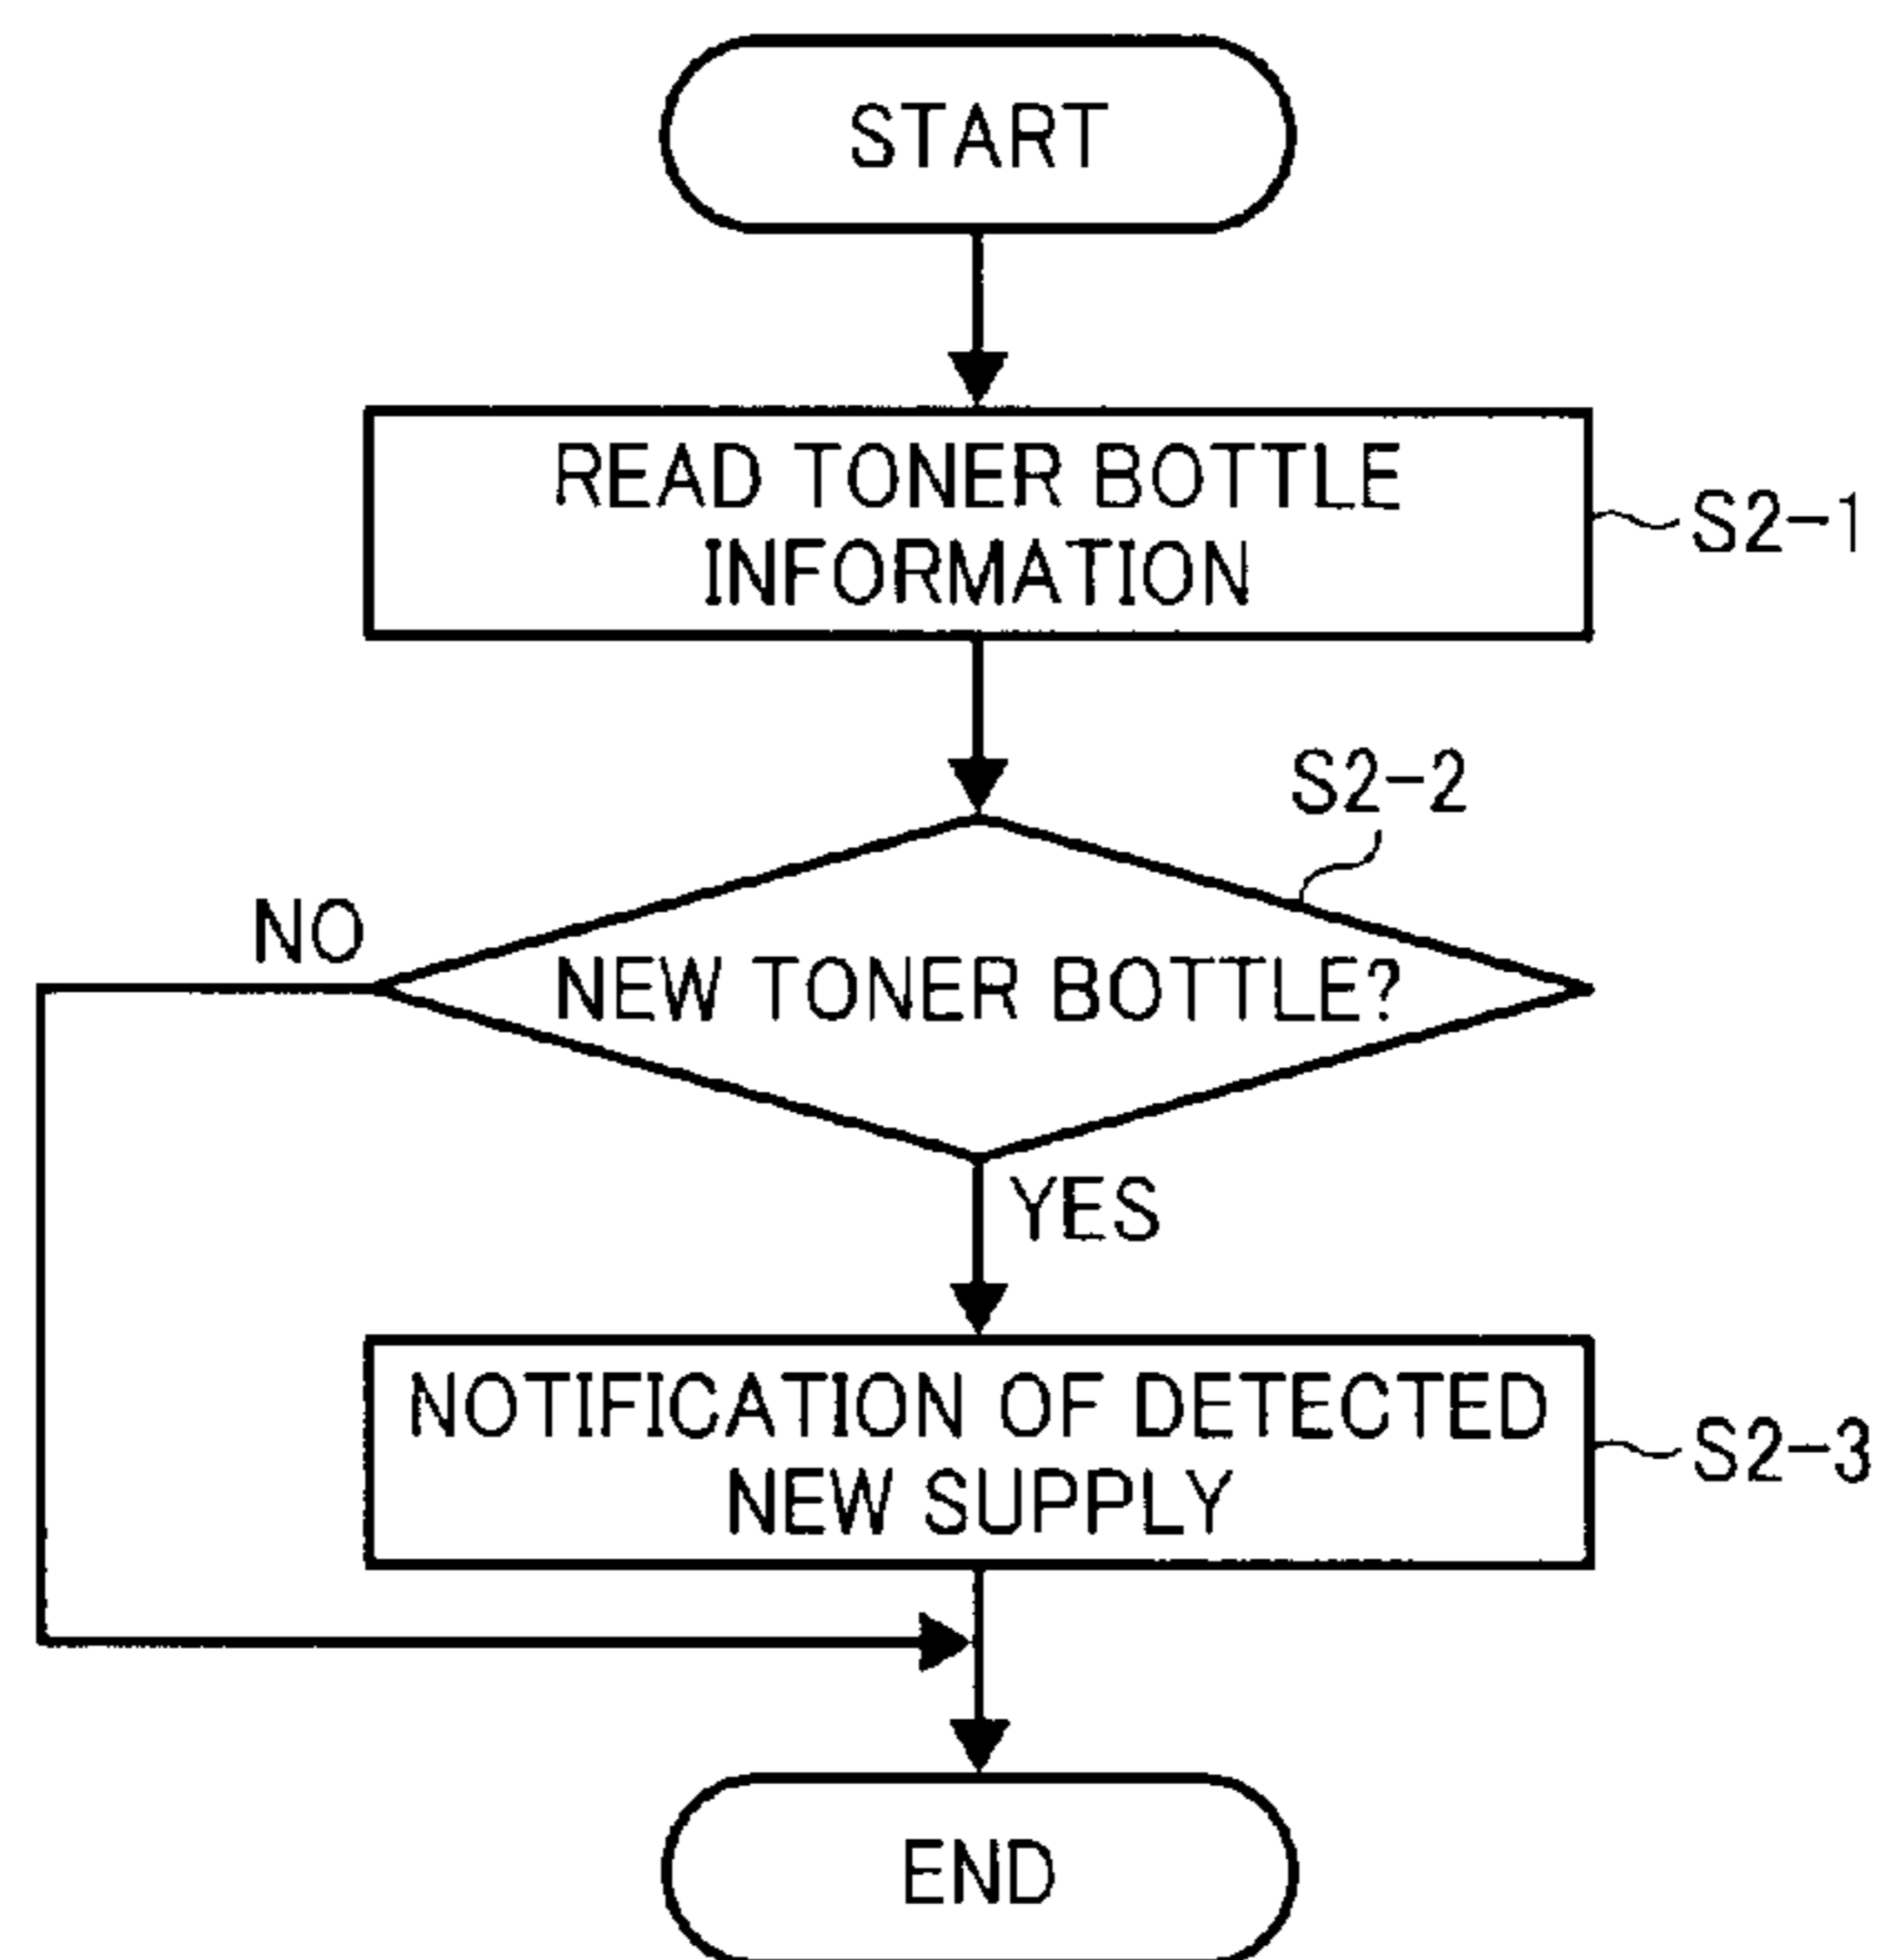 START
READ TONER BOTTLE
INFORMATION
S2-1
S2-2
NO
NEW TONER BOTTLE?
YES
NOTIFICATION OF DETECTED
NEW SUPPLY
S2-3
END